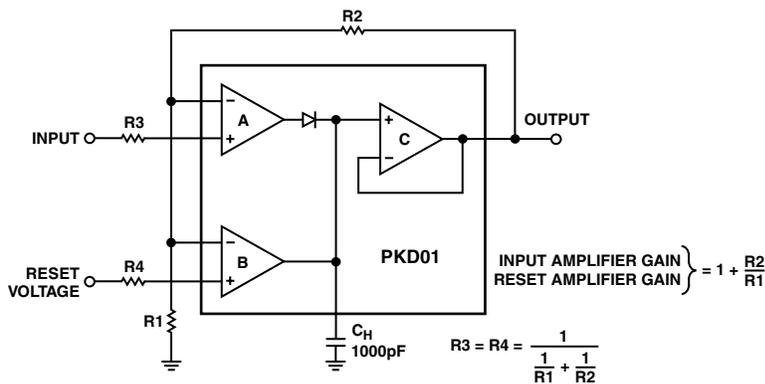 R2
A
−
+
R3
INPUT
+
−
C
OUTPUT
B
−
+
PKD01
R4
RESET
VOLTAGE
R1
INPUT AMPLIFIER GAIN
RESET AMPLIFIER GAIN
= 1 + R2
R1
CH
1000pF
R3 = R4 =
1
1
R1
+
1
R2